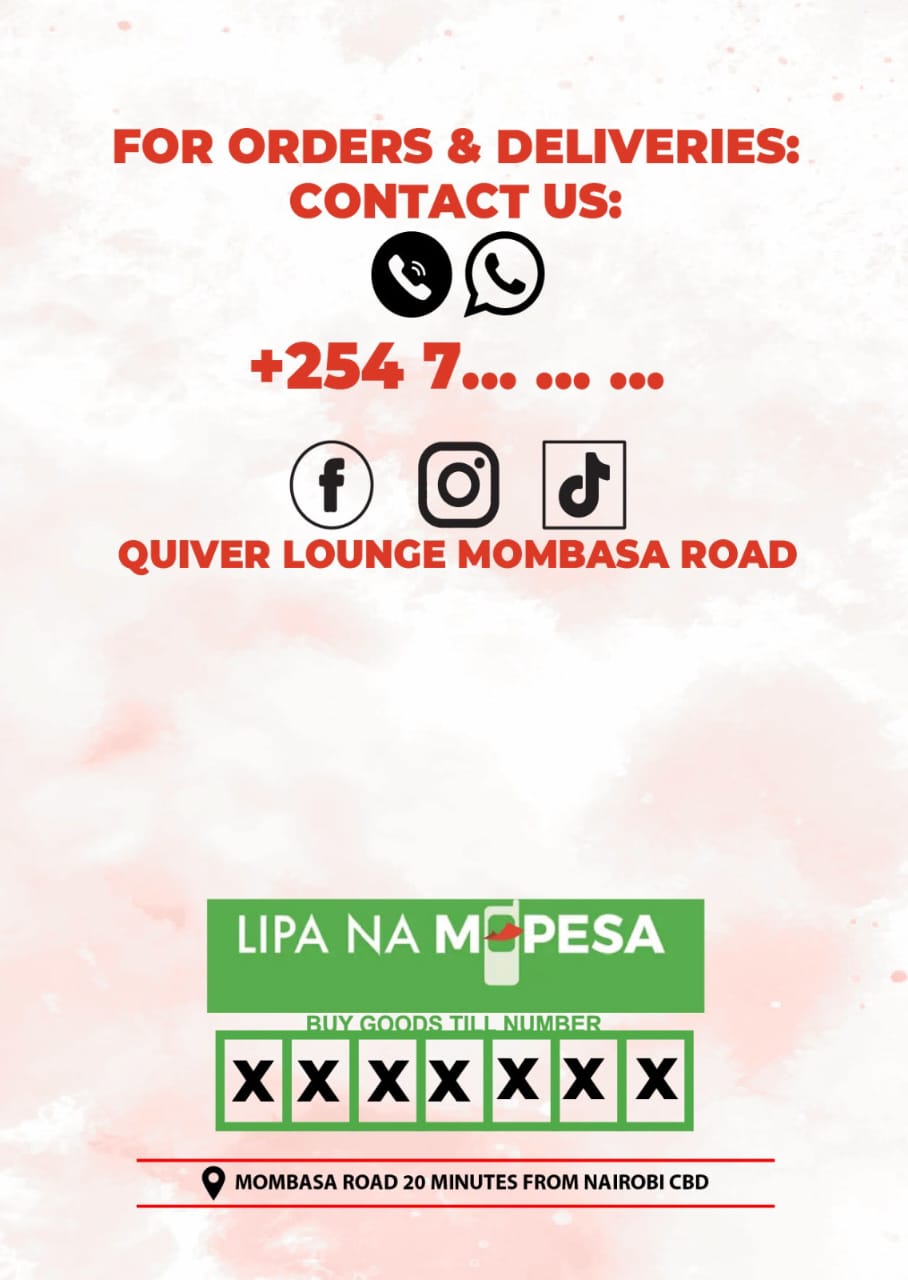 FOR ORDERS & DELIVERIES:
CONTACT US:
+254 7... ... ...
QUIVER LOUNGE MOMBASA ROAD
LIPA NA M PESA
BUY GOODS TILL NUMBER
X X X X X X X
MOMBASA ROAD 20 MINUTES FROM NAIROBI CBD